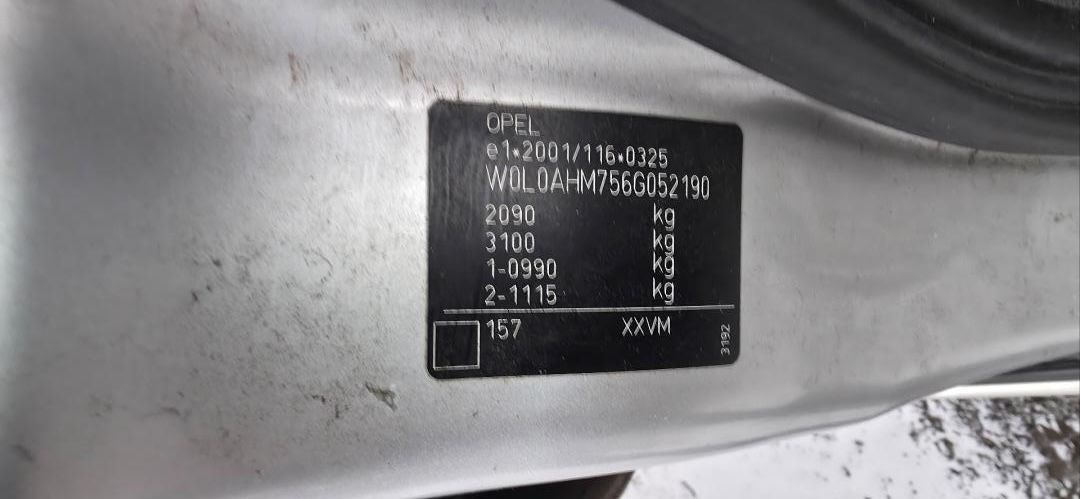 OPEL
e1*2001/116*0325
W0L0AHM756G052190
2090 kg
3100 kg
1-0990 kg
2-1115 kg
157 XXVM
3192